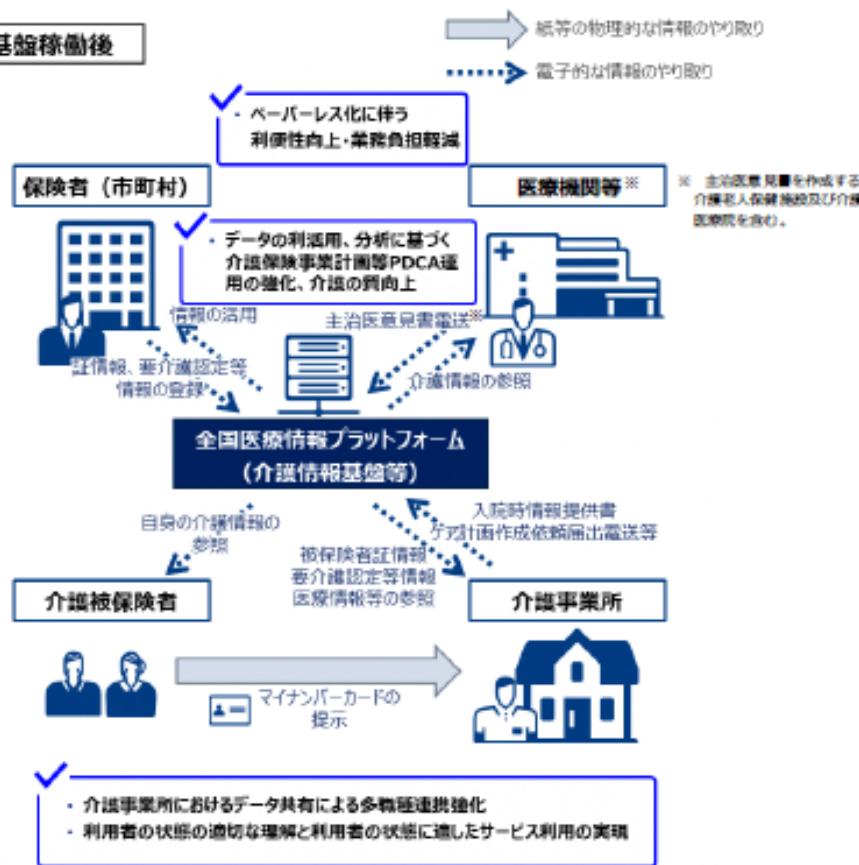 基盤稼働後
紙等の物理的な情報のやり取り
電子的な情報のやり取り
・ ペーパーレス化に伴う
利便性向上・業務負担軽減
保険者（市町村）
医療機関等※
※ 主治医意見■を作成する
介護老人保健施設及び介護
医療院を含む。
・ データの利活用、分析に基づく
介護保険事業計画等PDCA運
用の強化、介護の質向上
情報の活用
主治医意見書電送※
証情報、要介護認定等
情報の登録
介護情報の参照
全国医療情報プラットフォーム
（介護情報基盤等）
自身の介護情報の
参照
入院時情報提供書
ケア計画作成依頼届出電送等
被保険者証情報
要介護認定等情報
医療情報等の参照
介護被保険者
介護事業所
マイナンバーカードの
提示
・ 介護事業所におけるデータ共有による多職種連携強化
・ 利用者の状態の適切な理解と利用者の状態に適したサービス利用の実現